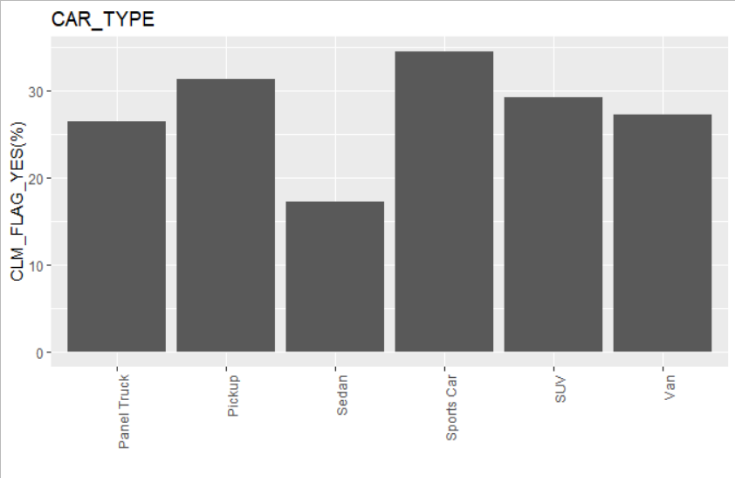 CAR_TYPE
CLM_FLAG_YES(%)
30
20
10
0
Panel Truck
Pickup
Sedan
Sports Car
SUV
Van